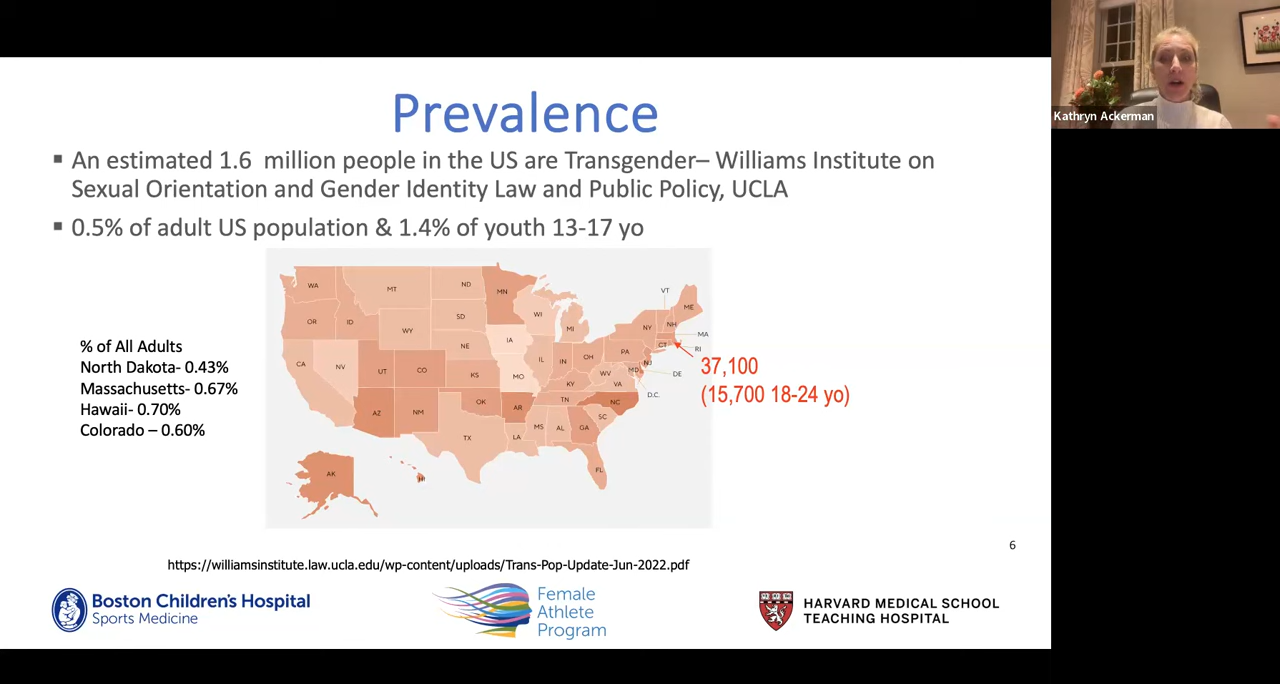 Prevalence
▪ An estimated 1.6 million people in the US are Transgender– Williams Institute on
Sexual Orientation and Gender Identity Law and Public Policy, UCLA
▪ 0.5% of adult US population & 1.4% of youth 13-17 yo
% of All Adults
North Dakota- 0.43%
Massachusetts- 0.67%
Hawaii- 0.70%
Colorado – 0.60%
WA
MT
ND
MN
VT
ME
OR
ID
SD
WI
MI
NY
NH
MA
WY
IA
CT
RI
NE
PA
NJ
CA
NV
UT
CO
IL
IN
OH
MD
DE
KS
MO
WV
VA
KY
D.C.
AZ
NM
OK
AR
TN
NC
SC
TX
LA
MS
AL
GA
FL
AK
HI
37,100
(15,700 18-24 yo)
6
https://williamsinstitute.law.ucla.edu/wp-content/uploads/Trans-Pop-Update-Jun-2022.pdf
Boston Children's Hospital
Sports Medicine
Female
Athlete
Program
HARVARD MEDICAL SCHOOL
TEACHING HOSPITAL
Kathryn Ackerman